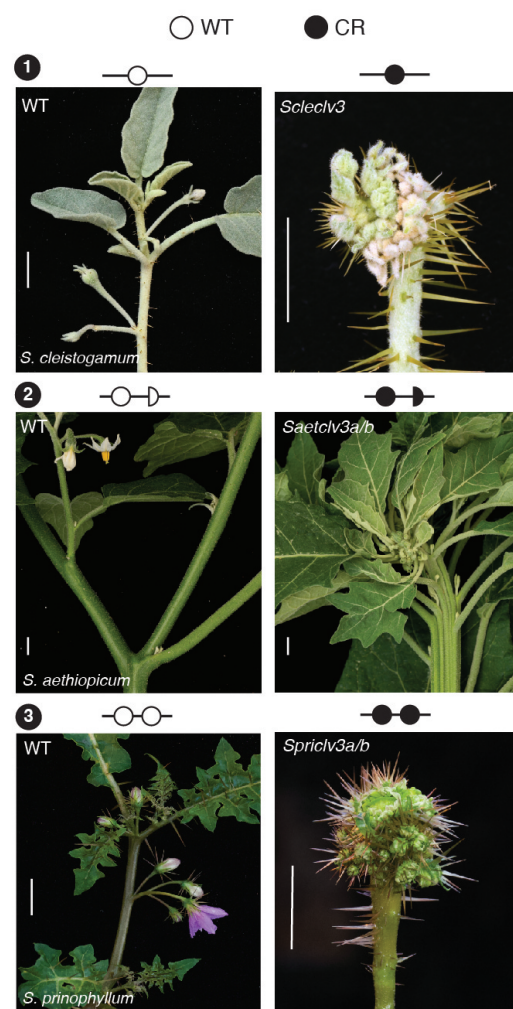 WT CR
1
WT
Scleclv3
S. cleistogamum
2
WT
Saetclv3a/b
S. aethiopicum
3
WT
Spriclv3a/b
S. prinophyllum